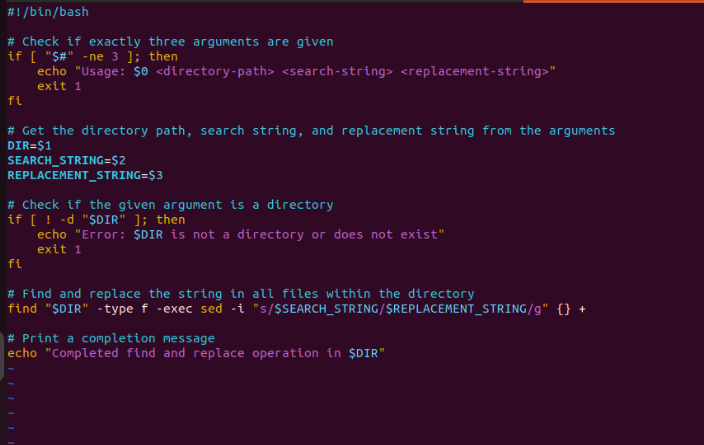 #!/bin/bash

# Check if exactly three arguments are given
if [ "$#" -ne 3 ]; then
    echo "Usage: $0 <directory-path> <search-string> <replacement-string>"
    exit 1
fi

# Get the directory path, search string, and replacement string from the arguments
DIR=$1
SEARCH_STRING=$2
REPLACEMENT_STRING=$3

# Check if the given argument is a directory
if [ ! -d "$DIR" ]; then
    echo "Error: $DIR is not a directory or does not exist"
    exit 1
fi

# Find and replace the string in all files within the directory
find "$DIR" -type f -exec sed -i "s/$SEARCH_STRING/$REPLACEMENT_STRING/g" {} +

# Print a completion message
echo "Completed find and replace operation in $DIR"
~
~
~
~
~
~